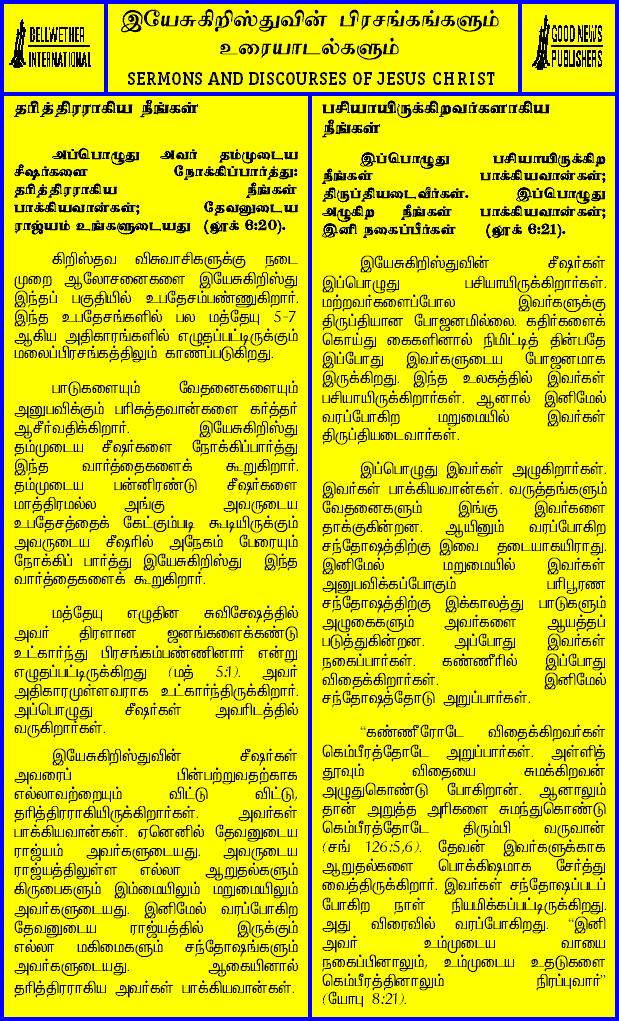 BELLWETHER
INTERNATIONAL
இயேசுகிறிஸ்துவின் பிரசங்கங்களும்
உரையாடல்களும்
SERMONS AND DISCOURSES OF JESUS CHRIST
GOOD NEWS
PUBLISHERS
தரித்திரராகிய நீங்கள்
அப்பொழுது அவர் தம்முடைய
சீஷர்களை நோக்கிப்பார்த்து:
தரித்திரராகிய நீங்கள்
பாக்கியவான்கள்; தேவனுடைய
ராஜ்யம் உங்களுடையது (லூக் 6:20).
கிறிஸ்தவ விசுவாசிகளுக்கு நடை
முறை ஆலோசனைகளை இயேசுகிறிஸ்து
இந்தப் பகுதியில் உபதேசம்பண்ணுகிறார்.
இந்த உபதேசங்களில் பல மத்தேயு 5-7
ஆகிய அதிகாரங்களில் எழுதப்பட்டிருக்கும்
மலைப்பிரசங்கத்திலும் காணப்படுகிறது.
பாடுகளையும் வேதனைகளையும்
அனுபவிக்கும் பரிசுத்தவான்களை கர்த்தர்
ஆசீர்வதிக்கிறார். இயேசுகிறிஸ்து
தம்முடைய சீஷர்களை நோக்கிப்பார்த்து
இந்த வார்த்தைகளைக் கூறுகிறார்.
தம்முடைய பன்னிரண்டு சீஷர்களை
மாத்திரமல்ல அங்கு அவருடைய
உபதேசத்தைக் கேட்கும்படி கூடியிருக்கும்
அவருடைய சீஷரில் அநேகம் பேரையும்
நோக்கிப் பார்த்து இயேசுகிறிஸ்து இந்த
வார்த்தைகளைக் கூறுகிறார்.
மத்தேயு எழுதின சுவிசேஷத்தில்
அவர் திரளான ஜனங்களைக்கண்டு
உட்கார்ந்து பிரசங்கம்பண்ணினார் என்று
எழுதப்பட்டிருக்கிறது (மத் 5:1). அவர்
அதிகாரமுள்ளவராக உட்கார்ந்திருக்கிறார்.
அப்பொழுது சீஷர்கள் அவரிடத்தில்
வருகிறார்கள்.
இயேசுகிறிஸ்துவின் சீஷர்கள்
அவரைப் பின்பற்றுவதற்காக
எல்லாவற்றையும் விட்டு விட்டு,
தரித்திரராகியிருக்கிறார்கள். அவர்கள்
பாக்கியவான்கள். ஏனெனில் தேவனுடைய
ராஜ்யம் அவர்களுடையது. அவருடைய
ராஜ்யத்திலுள்ள எல்லா ஆறுதல்களும்
கிருபைகளும் இம்மையிலும் மறுமையிலும்
அவர்களுடையது. இனிமேல் வரப்போகிற
தேவனுடைய ராஜ்யத்தில் இருக்கும்
எல்லா மகிமைகளும் சந்தோஷங்களும்
அவர்களுடையது. ஆகையினால்
தரித்திரராகிய அவர்கள் பாக்கியவான்கள்.
பசியாயிருக்கிறவர்களாகிய
நீங்கள்
இப்பொழுது பசியாயிருக்கிற
நீங்கள் பாக்கியவான்கள்;
திருப்தியடைவீர்கள். இப்பொழுது
அழுகிற நீங்கள் பாக்கியவான்கள்;
இனி நகைப்பீர்கள் (லூக் 6:21).
இயேசுகிறிஸ்துவின் சீஷர்கள்
இப்பொழுது பசியாயிருக்கிறார்கள்.
மற்றவர்களைப்போல இவர்களுக்கு
திருப்தியான போஜனமில்லை. கதிர்களைக்
கொய்து கைகளினால் நிமிட்டித் தின்பதே
இப்போது இவர்களுடைய போஜனமாக
இருக்கிறது. இந்த உலகத்தில் இவர்கள்
பசியாயிருக்கிறார்கள். ஆனால் இனிமேல்
வரப்போகிற மறுமையில் இவர்கள்
திருப்தியடைவார்கள்.
இப்பொழுது இவர்கள் அழுகிறார்கள்.
இவர்கள் பாக்கியவான்கள். வருத்தங்களும்
வேதனைகளும் இங்கு இவர்களை
தாக்குகின்றன. ஆயினும் வரப்போகிற
சந்தோஷத்திற்கு இவை தடையாகயிராது.
இனிமேல் மறுமையில் இவர்கள்
அனுபவிக்கப்போகும் பரிபூரண
சந்தோஷத்திற்கு இக்காலத்து பாடுகளும்
அழுகைகளும் அவர்களை ஆயத்தப்
படுத்துகின்றன. அப்போது இவர்கள்
நகைப்பார்கள். கண்ணீரில் இப்போது
விதைக்கிறார்கள். இனிமேல்
சந்தோஷத்தோடு அறுப்பார்கள்.
“கண்ணீரோடே விதைக்கிறவர்கள்
கெம்பீரத்தோடே அறுப்பார்கள். அள்ளித்
தூவும் விதையை சுமக்கிறவன்
அழுதுகொண்டு போகிறான். ஆனாலும்
தான் அறுத்த அரிகளை சுமந்துகொண்டு
கெம்பீரத்தோடே திரும்பி வருவான்
(சங் 126:5,6). தேவன் இவர்களுக்காக
ஆறுதல்களை பொக்கிஷமாக சேர்த்து
வைத்திருக்கிறார். இவர்கள் சந்தோஷப்படப்
போகிற நாள் நியமிக்கப்பட்டிருக்கிறது.
அது விரைவில் வரப்போகிறது. “இனி
அவர் உம்முடைய வாயை
நகைப்பினாலும், உம்முடைய உதடுகளை
கெம்பீரத்தினாலும் நிரப்புவார்”
(யோபு 8:21).